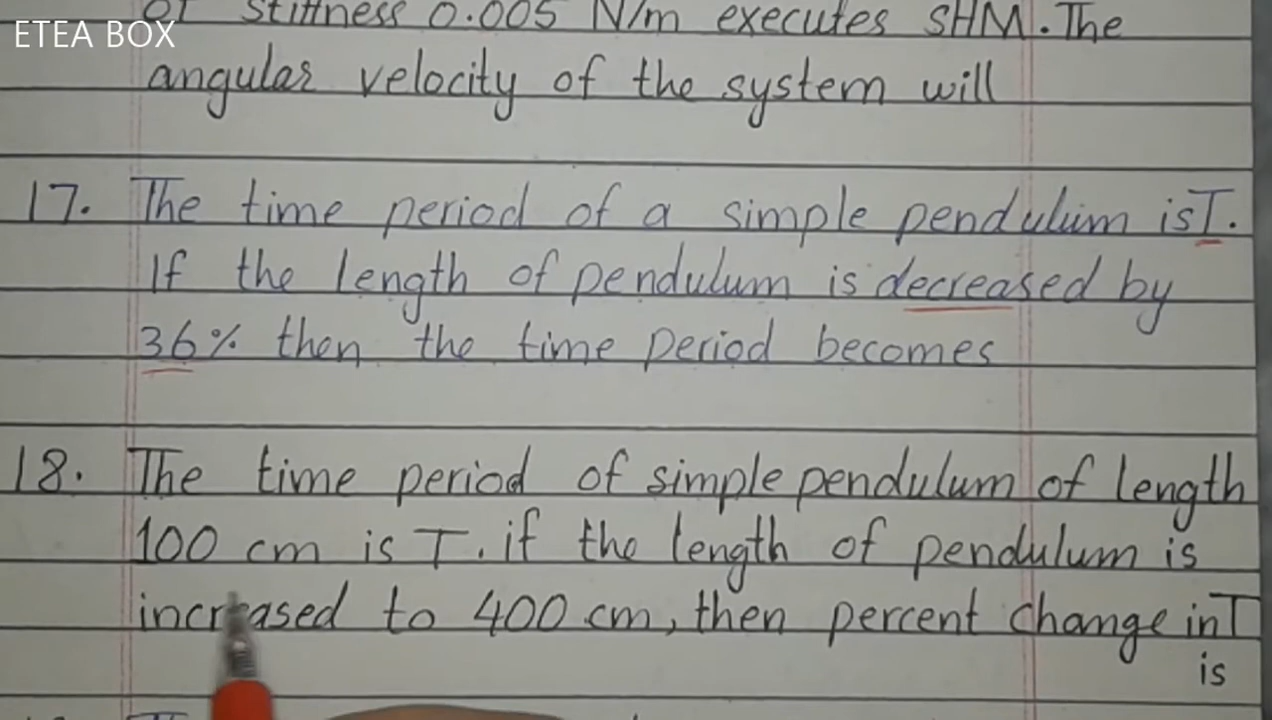 ETEA BOX
of stiffness 0.005 N/m executes SHM. The
angular velocity of the system will
17. The time period of a simple pendulum is T.
If the length of pendulum is decreased by
36% then the time period becomes
18. The time period of simple pendulum of length
100 cm is T. if the length of pendulum is
increased to 400 cm, then percent change in T
is